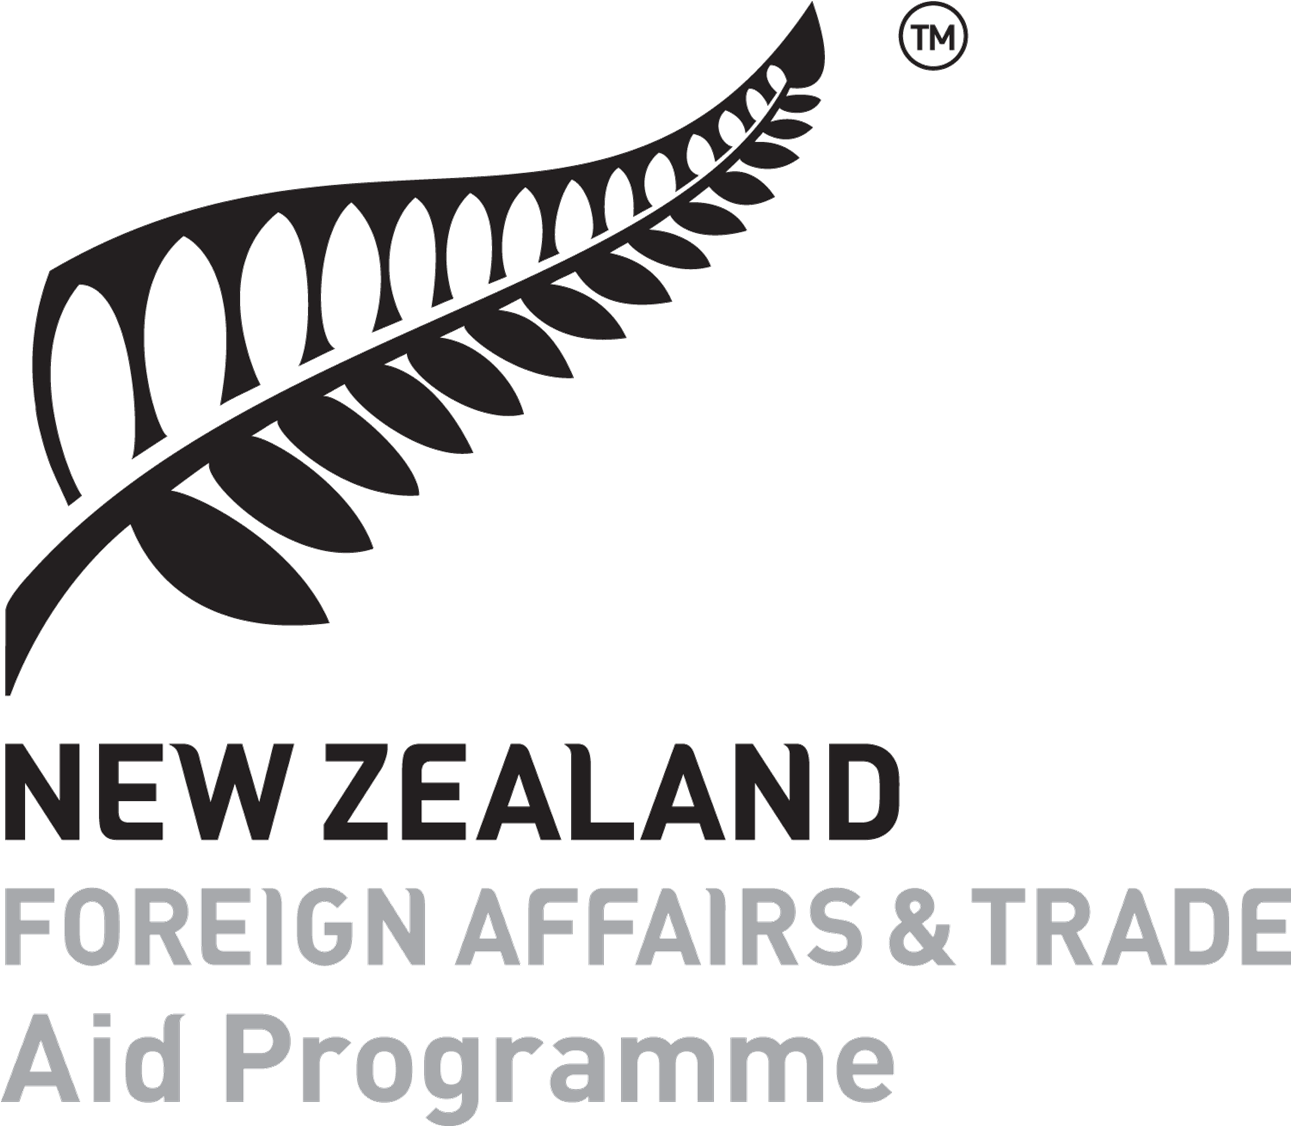 TM
NEW ZEALAND
FOREIGN AFFAIRS & TRADE
Aid Programme